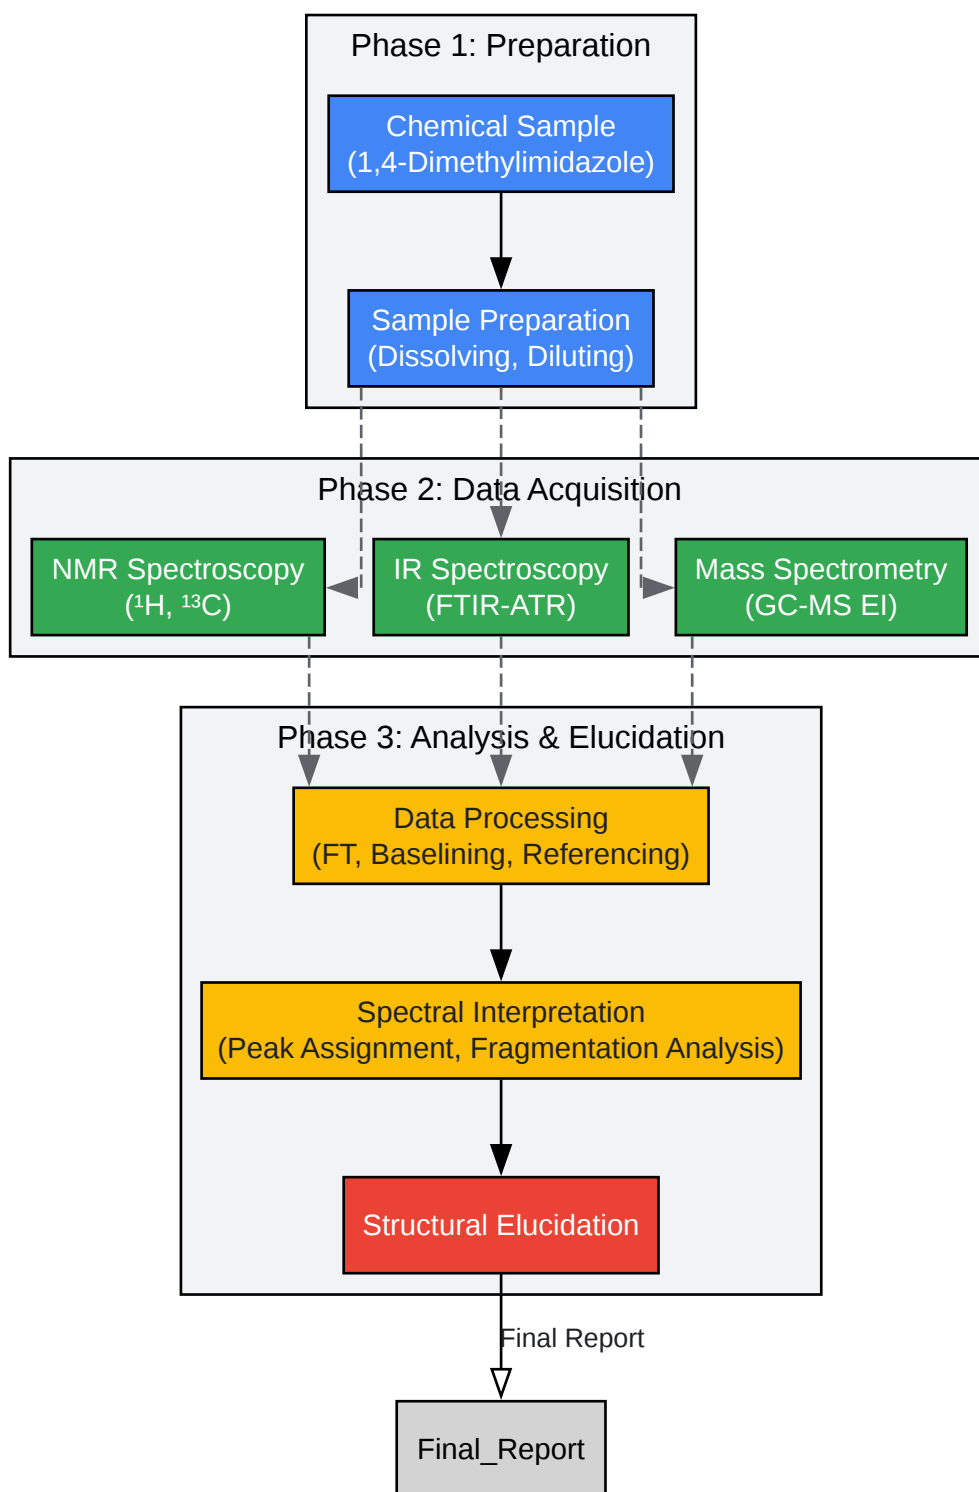 Phase 1: Preparation
Chemical Sample
(1,4-Dimethylimidazole)
Sample Preparation
(Dissolving, Diluting)
Phase 2: Data Acquisition
NMR Spectroscopy
(¹H, ¹³C)
IR Spectroscopy
(FTIR-ATR)
Mass Spectrometry
(GC-MS EI)
Phase 3: Analysis & Elucidation
Data Processing
(FT, Baselining, Referencing)
Spectral Interpretation
(Peak Assignment, Fragmentation Analysis)
Structural Elucidation
Final Report
Final_Report